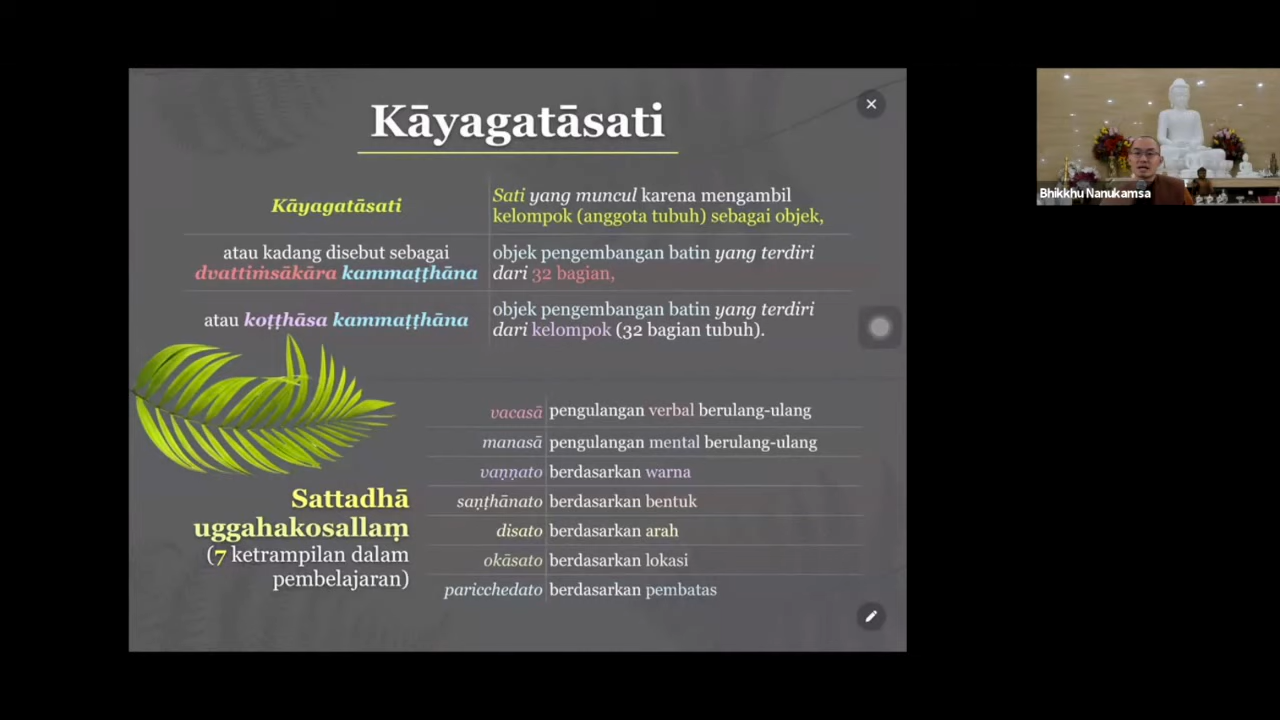 Kāyagatāsati
Kāyagatāsati
Sati yang muncul karena mengambil
kelompok (anggota tubuh) sebagai objek,
atau kadang disebut sebagai
dvattiṁsākāra kammaṭṭhāna
objek pengembangan batin yang terdiri
dari 32 bagian,
atau koṭṭhāsa kammaṭṭhāna
objek pengembangan batin yang terdiri
dari kelompok (32 bagian tubuh).
Sattadhā
uggahakosallaṃ
(7 ketrampilan dalam
pembelajaran)
vacasā pengulangan verbal berulang-ulang
manasā pengulangan mental berulang-ulang
vaṇṇato berdasarkan warna
saṇṭhānato berdasarkan bentuk
disato berdasarkan arah
okāsato berdasarkan lokasi
paricchedato berdasarkan pembatas
Bhikkhu Nanukamsa